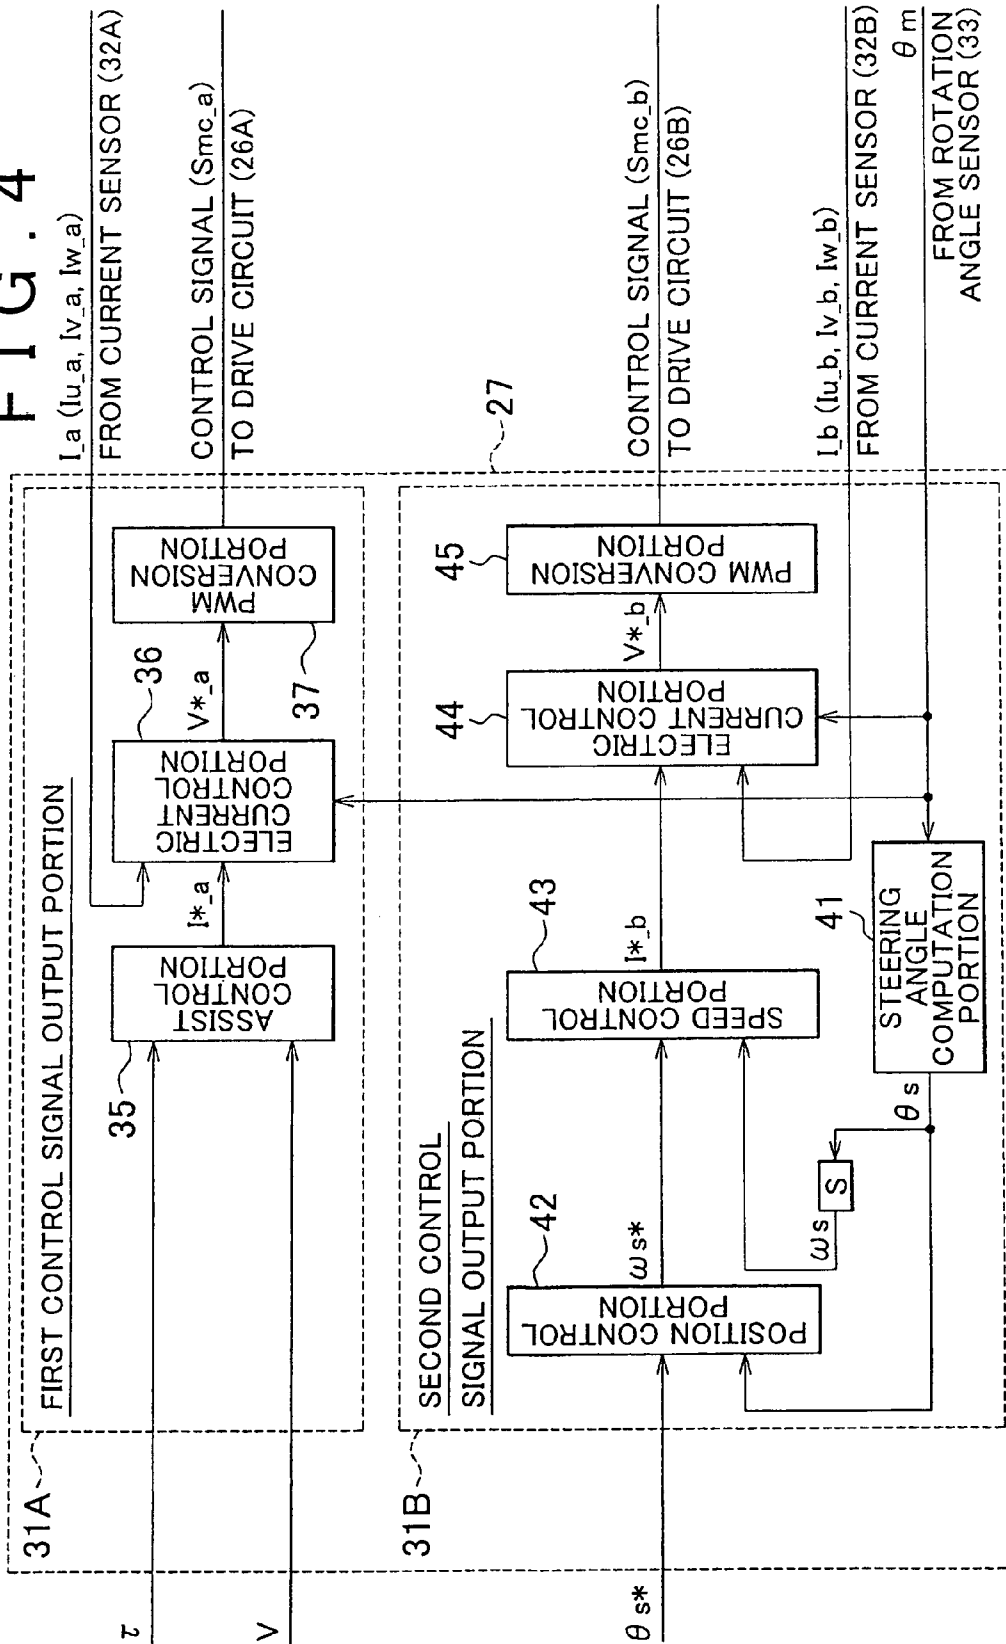 FIG. 4
I_a (Iu_a, Iv_a, Iw_a)
FROM CURRENT SENSOR (32A)
CONTROL SIGNAL (Smc_a)
TO DRIVE CIRCUIT (26A)
27
31A
FIRST CONTROL SIGNAL OUTPUT PORTION
τ
V
35
ASSIST
CONTROL
PORTION
I*_a
36
ELECTRIC
CURRENT
CONTROL
PORTION
V*_a
37
PWM
CONVERSION
PORTION
31B
SECOND CONTROL
SIGNAL OUTPUT PORTION
θs*
42
POSITION CONTROL
PORTION
ωs*
43
SPEED CONTROL
PORTION
I*_b
44
ELECTRIC
CURRENT CONTROL
PORTION
V*_b
45
PWM CONVERSION
PORTION
CONTROL SIGNAL (Smc_b)
TO DRIVE CIRCUIT (26B)
ωs
S
θs
41
STEERING
ANGLE
COMPUTATION
PORTION
I_b (Iu_b, Iv_b, Iw_b)
FROM CURRENT SENSOR (32B)
θm
FROM ROTATION
ANGLE SENSOR (33)